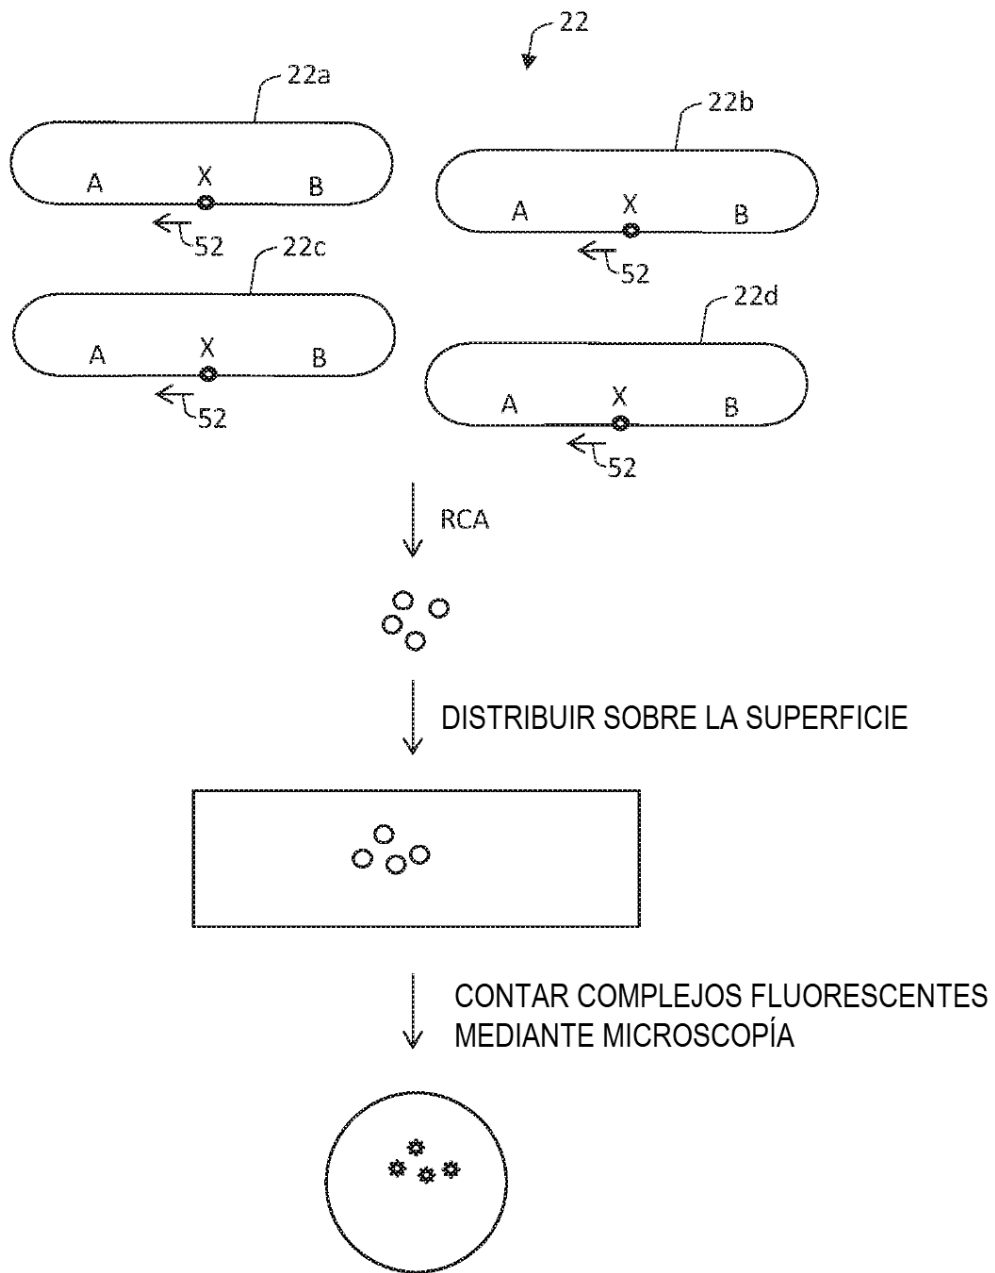 22
22a
22b
A X B
A X B
52
52
22c
22d
A X B
A X B
52
52
RCA
DISTRIBUIR SOBRE LA SUPERFICIE
CONTAR COMPLEJOS FLUORESCENTES
MEDIANTE MICROSCOPÍA